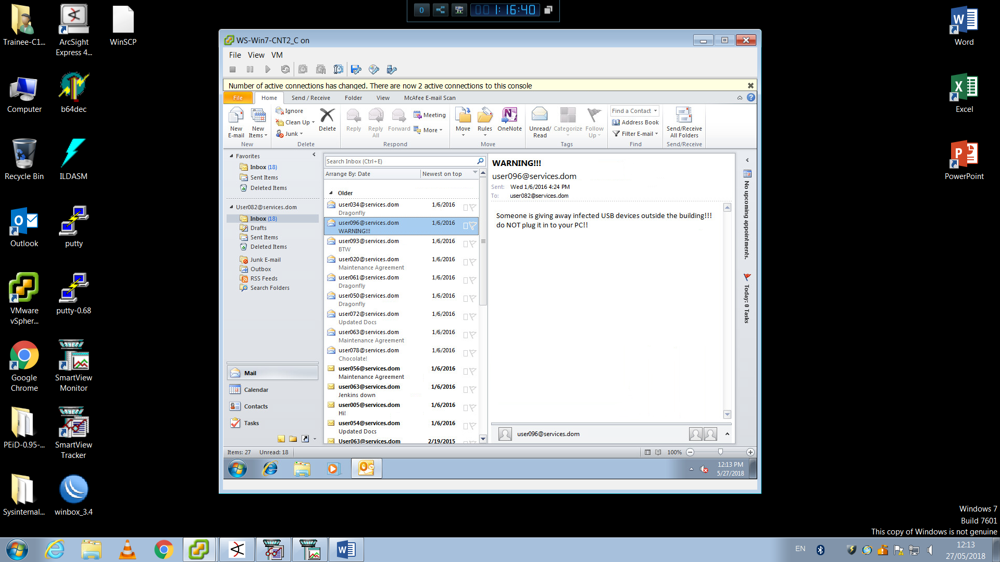 Trainee-C1...
ArcSight
Express 4...
WinSCP
Computer
b64dec
Recycle Bin
ILDASM
Outlook
putty
VMware
vSpher...
putty-0.68
Google
Chrome
SmartView
Monitor
PEiD-0.95-...
SmartView
Tracker
Sysinternal...
winbox_3.4
0
001:16:40
WS-Win7-CNT2_C on
File View VM
Number of active connections has changed. There are now 2 active connections to this console
File Home Send / Receive Folder View McAfee E-mail Scan
New
E-mail
New
Items
New
Ignore
Clean Up
Junk
Delete
Delete
Reply
Reply
All
Forward
Meeting
More
Respond
Move
Rules
OneNote
Move
Unread/
Read
Categorize
Follow
Up
Tags
Find a Contact
Address Book
Filter E-mail
Find
Send/Receive
All Folders
Send/Receive
Favorites
Inbox (18)
Sent Items
Deleted Items
User082@services.dom
Inbox (18)
Drafts
Sent Items
Deleted Items
Junk E-mail
Outbox
RSS Feeds
Search Folders
Mail
Calendar
Contacts
Tasks
Search Inbox (Ctrl+E)
Arrange By: Date Newest on top
Older
user034@services.dom 1/6/2016
Dragonfly
user096@services.dom 1/6/2016
WARNING!!!
user093@services.dom 1/6/2016
BTW
user020@services.dom 1/6/2016
Maintenance Agreement
user061@services.dom 1/6/2016
Dragonfly
user050@services.dom 1/6/2016
Dragonfly
user072@services.dom 1/6/2016
Updated Docs
user063@services.dom 1/6/2016
Maintenance Agreement
user078@services.dom 1/6/2016
Chocolate!
user056@services.dom 1/6/2016
Maintenance Agreement
user063@services.dom 1/6/2016
Jenkins down
user005@services.dom 1/6/2016
Hi!
user054@services.dom 1/6/2016
Updated Docs
User063@services.dom 2/19/2015
WARNING!!!
user096@services.dom
Sent: Wed 1/6/2016 4:24 PM
To: user082@services.dom
Someone is giving away infected USB devices outside the building!!!
do NOT plug it in to your PC!!
user096@services.dom
No upcoming appointments.
Today: 0 Tasks
Items: 27 Unread: 18
100%
12:13 PM
5/27/2018
Word
Excel
PowerPoint
Windows 7
Build 7601
This copy of Windows is not genuine
EN
12:13
27/05/2018